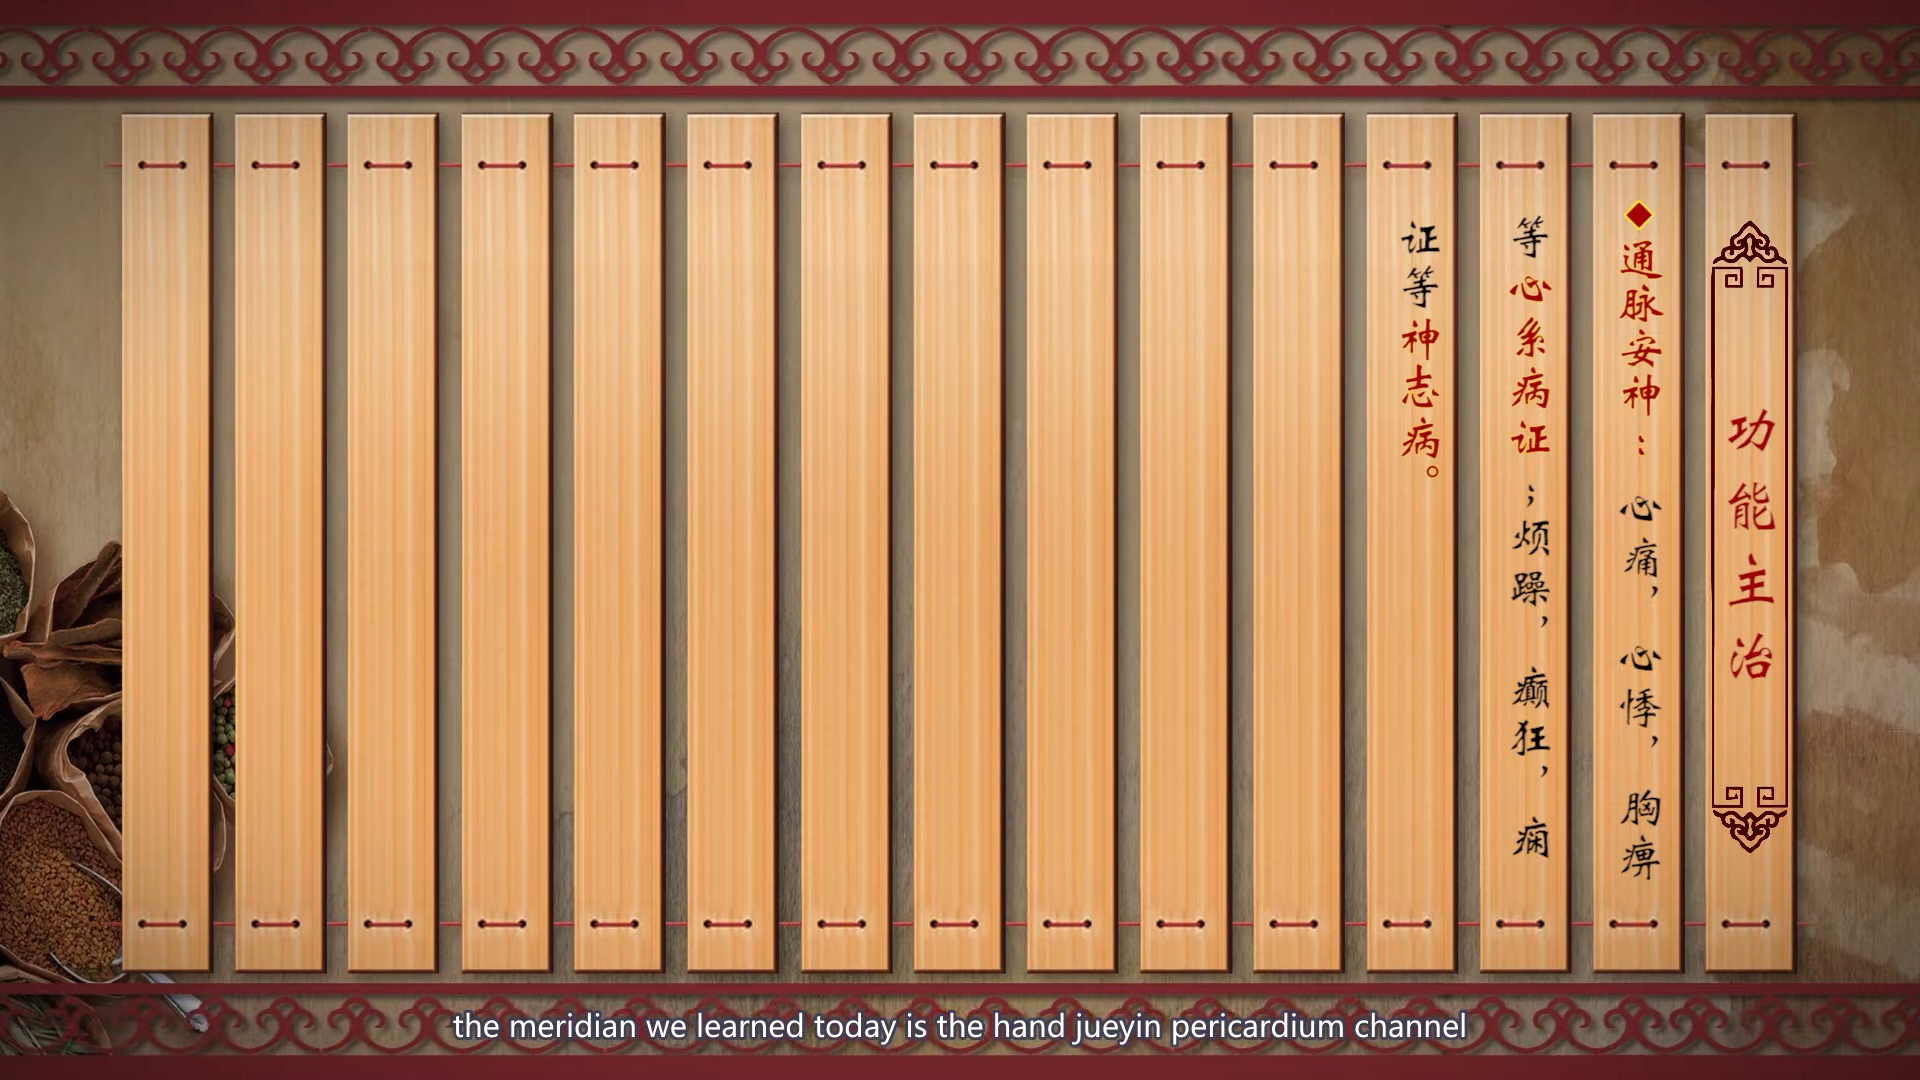 功能主治
◆通脉安神：心痛，心悸，胸痹
等心系病证；烦躁，癫狂，痫
证等神志病。
the meridian we learned today is the hand jueyin pericardium channel